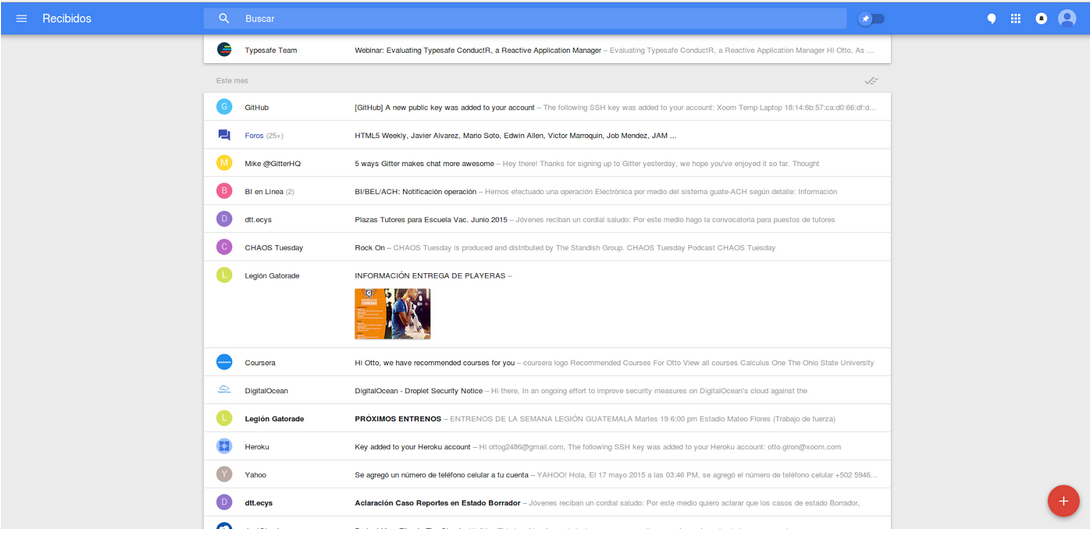 Recibidos Buscar
Typesafe Team Webinar: Evaluating Typesafe ConductR, a Reactive Application Manager – Evaluating Typesafe ConductR, a Reactive Application Manager Hi Otto, As ...
Este mes
G GitHub [GitHub] A new public key was added to your account – The following SSH key was added to your account: Xoom Temp Laptop 18:14:6b:57:ca:d0:66:df:d...
Foros (25+) HTML5 Weekly, Javier Alvarez, Mario Soto, Edwin Allen, Victor Marroquin, Job Mendez, JAM ...
M Mike @GitterHQ 5 ways Gitter makes chat more awesome – Hey there! Thanks for signing up to Gitter yesterday, we hope you've enjoyed it so far. Thought
B BI en Línea (2) BI/BEL/ACH: Notificación operación – Hemos efectuado una operación Electrónica por medio del sistema guate-ACH según detalle: Información
D dtt.ecys Plazas Tutores para Escuela Vac. Junio 2015 – Jóvenes reciban un cordial saludo: Por este medio hago la convocatoria para puestos de tutores
C CHAOS Tuesday Rock On – CHAOS Tuesday is produced and distributed by The Standish Group. CHAOS Tuesday Podcast CHAOS Tuesday
L Legión Gatorade INFORMACIÓN ENTREGA DE PLAYERAS –
Coursera Hi Otto, we have recommended courses for you – coursera logo Recommended Courses For Otto View all courses Calculus One The Ohio State University
DigitalOcean DigitalOcean - Droplet Security Notice – Hi there, In an ongoing effort to improve security measures on DigitalOcean's cloud against the
L Legión Gatorade PRÓXIMOS ENTRENOS – ENTRENOS DE LA SEMANA LEGIÓN GUATEMALA Martes 19 6:00 pm Estadio Mateo Flores (Trabajo de fuerza)
Heroku Key added to your Heroku account – Hi ottog2486@gmail.com, The following SSH key was added to your Heroku account: otto.giron@xoom.com
Y Yahoo Se agregó un número de teléfono celular a tu cuenta – YAHOO! Hola, El 17 mayo 2015 a las 03:46 PM, se agregó el número de teléfono celular +502 5946...
D dtt.ecys Aclaración Caso Reportes en Estado Borrador – Jóvenes reciban un cordial saludo: Por este medio quiero aclarar que los casos de estado Borrador,